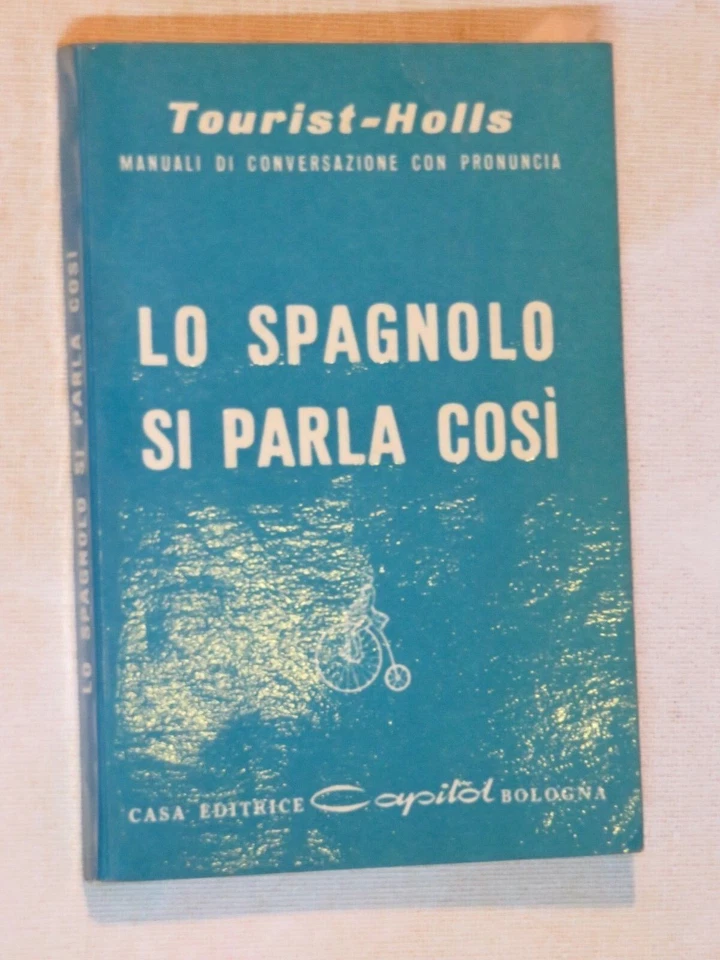 Tourist-Holls
MANUALI DI CONVERSAZIONE CON PRONUNCIA
LO SPAGNOLO
SI PARLA COSÌ
CASA EDITRICE Capitol BOLOGNA
LO SPAGNOLO SI PARLA COSÌ